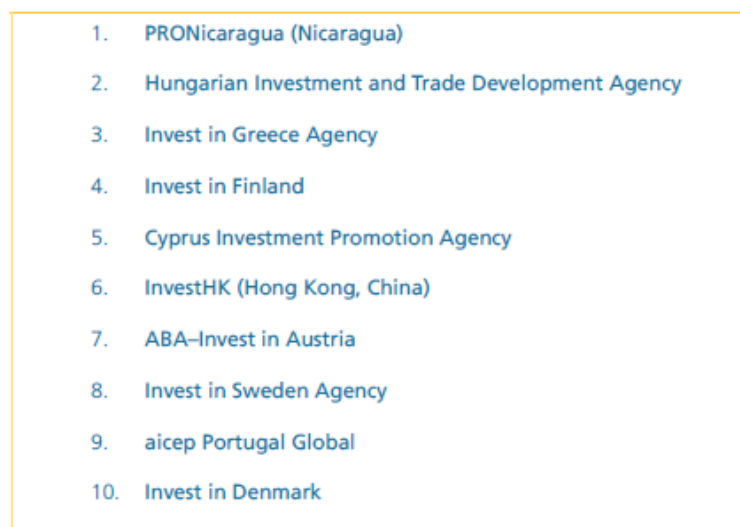 1. PRONicaragua (Nicaragua)
2. Hungarian Investment and Trade Development Agency
3. Invest in Greece Agency
4. Invest in Finland
5. Cyprus Investment Promotion Agency
6. InvestHK (Hong Kong, China)
7. ABA–Invest in Austria
8. Invest in Sweden Agency
9. aicep Portugal Global
10. Invest in Denmark